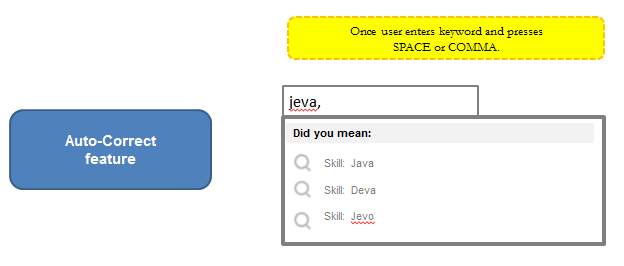 Once user enters keyword and presses
SPACE or COMMA.
jeva,
Auto-Correct
feature
Did you mean:
Skill: Java
Skill: Deva
Skill: Jevo